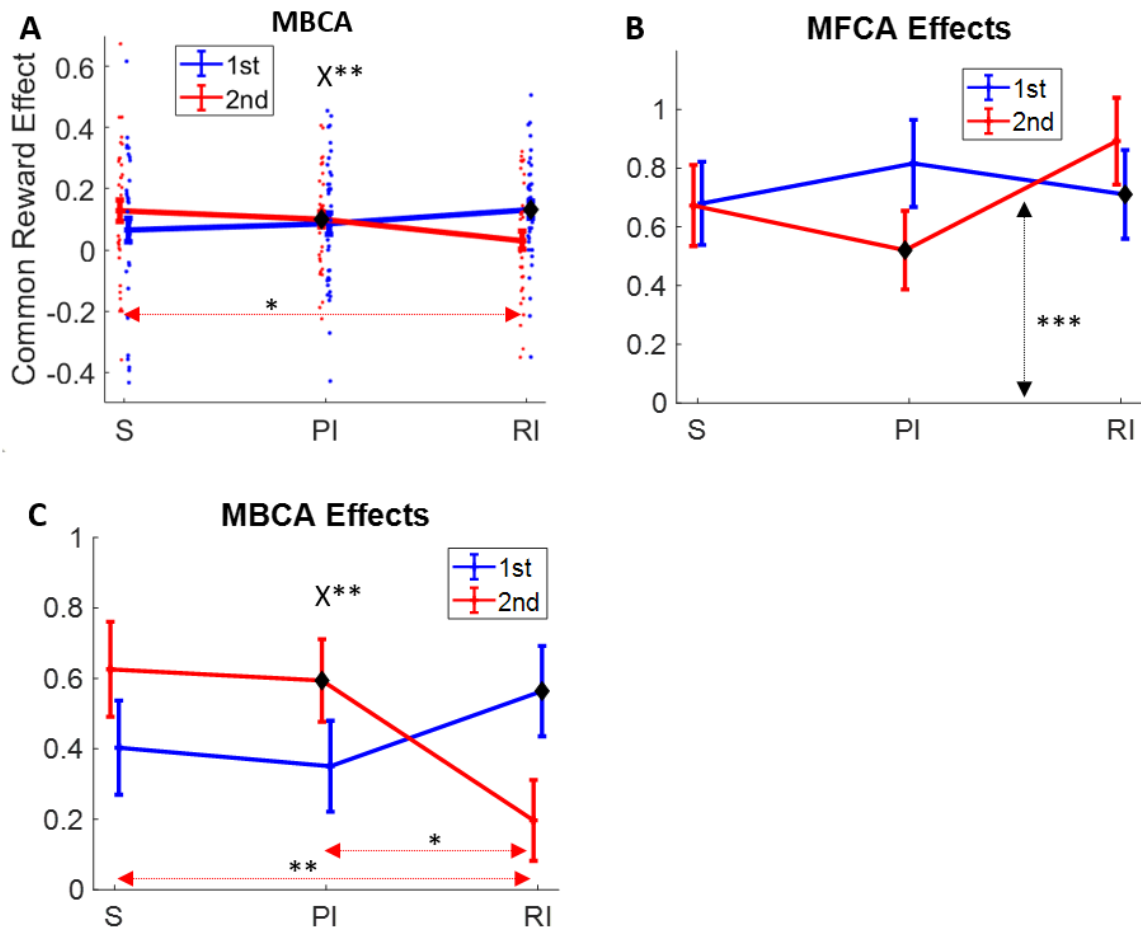 A
MBCA
1st
2nd
X**
Common Reward Effect
0.6
0.4
0.2
0
-0.2
-0.4
*
S
PI
RI
B
MFCA Effects
1st
2nd
1
0.8
0.6
0.4
0.2
0
***
S
PI
RI
C
MBCA Effects
1st
2nd
X**
1
0.8
0.6
0.4
0.2
0
*
**
S
PI
RI